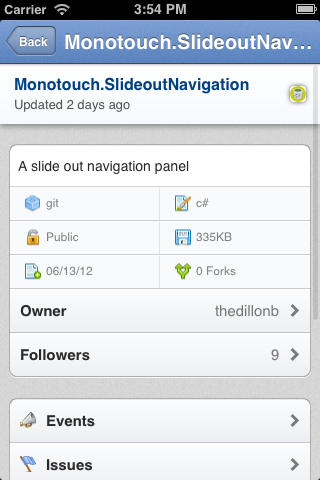 Carrier 3:54 PM
Back Monotouch.SlideoutNav...
Monotouch.SlideoutNavigation
Updated 2 days ago
A slide out navigation panel
git c#
Public 335KB
06/13/12 0 Forks
Owner thedillonb
Followers 9
Events
Issues